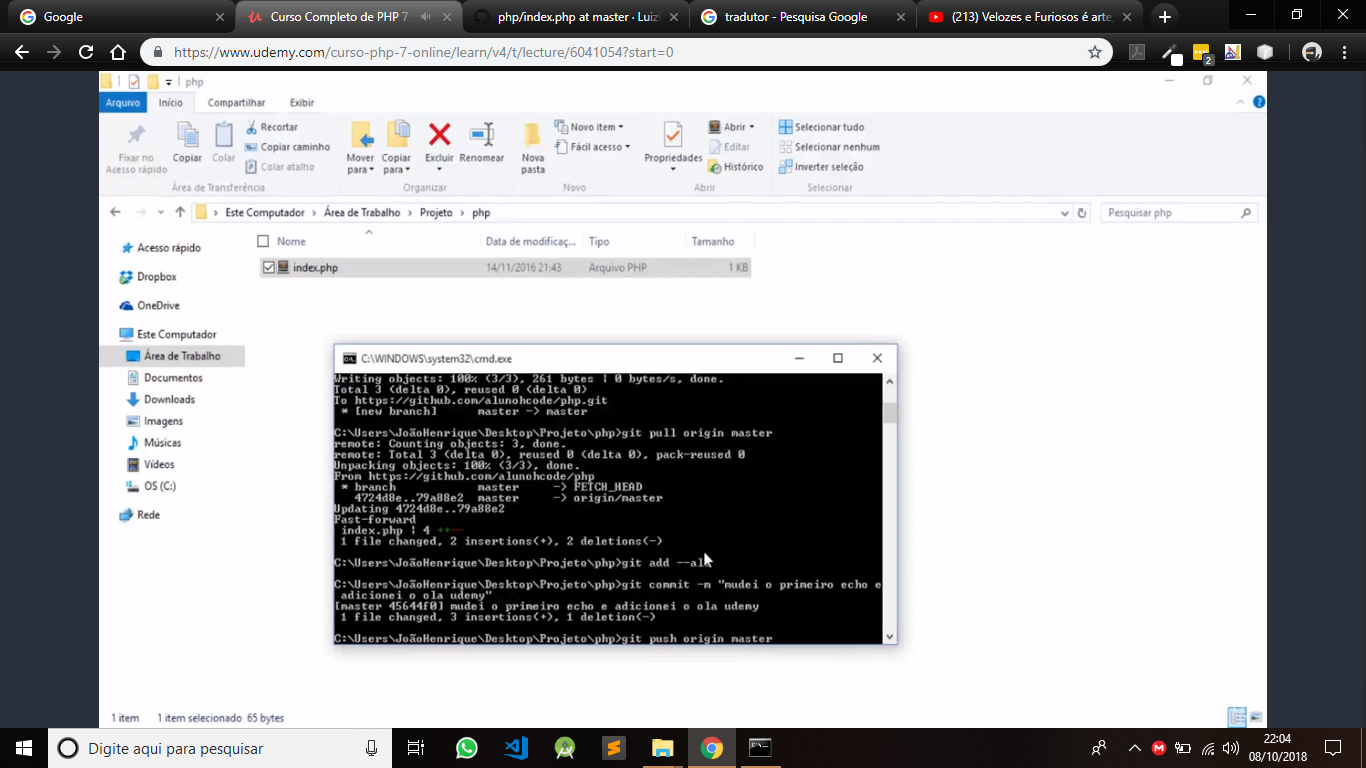 Google
Curso Completo de PHP 7
php/index.php at master · Luiz
tradutor - Pesquisa Google
(213) Velozes e Furiosos é arte,
https://www.udemy.com/curso-php-7-online/learn/v4/t/lecture/6041054?start=0
2
php
Arquivo Início Compartilhar Exibir
Fixar no Acesso rápido
Copiar
Colar
Recortar
Copiar caminho
Colar atalho
Área de Transferência
Mover para
Copiar para
Excluir
Renomear
Organizar
Nova pasta
Novo item
Fácil acesso
Novo
Propriedades
Abrir
Editar
Histórico
Abrir
Selecionar tudo
Selecionar nenhum
Inverter seleção
Selecionar
Este Computador > Área de Trabalho > Projeto > php
Pesquisar php
Nome Data de modificaç... Tipo Tamanho
index.php 14/11/2016 21:43 Arquivo PHP 1 KB
Acesso rápido
Dropbox
OneDrive
Este Computador
Área de Trabalho
Documentos
Downloads
Imagens
Músicas
Vídeos
OS (C:)
Rede
C:\WINDOWS\system32\cmd.exe
Writing objects: 100% (3/3), 261 bytes | 0 bytes/s, done.
Total 3 (delta 0), reused 0 (delta 0)
To https://github.com/alunohcode/php.git
* [new branch] master -> master
C:\Users\JoãoHenrique\Desktop\Projeto\php>git pull origin master
remote: Counting objects: 3, done.
remote: Total 3 (delta 0), reused 0 (delta 0), pack-reused 0
Unpacking objects: 100% (3/3), done.
From https://github.com/alunohcode/php
* branch master -> FETCH_HEAD
4724d8e..79a88e2 master -> origin/master
Updating 4724d8e..79a88e2
Fast-forward
index.php | 4 ++--
1 file changed, 2 insertions(+), 2 deletions(-)
C:\Users\JoãoHenrique\Desktop\Projeto\php>git add --all
C:\Users\JoãoHenrique\Desktop\Projeto\php>git commit -m "mudei o primeiro echo e
adicionei o ola udemy"
[master 45644f0] mudei o primeiro echo e adicionei o ola udemy
1 file changed, 3 insertions(+), 1 deletion(-)
C:\Users\JoãoHenrique\Desktop\Projeto\php>git push origin master
1 item 1 item selecionado 65 bytes
Digite aqui para pesquisar
22:04
08/10/2018